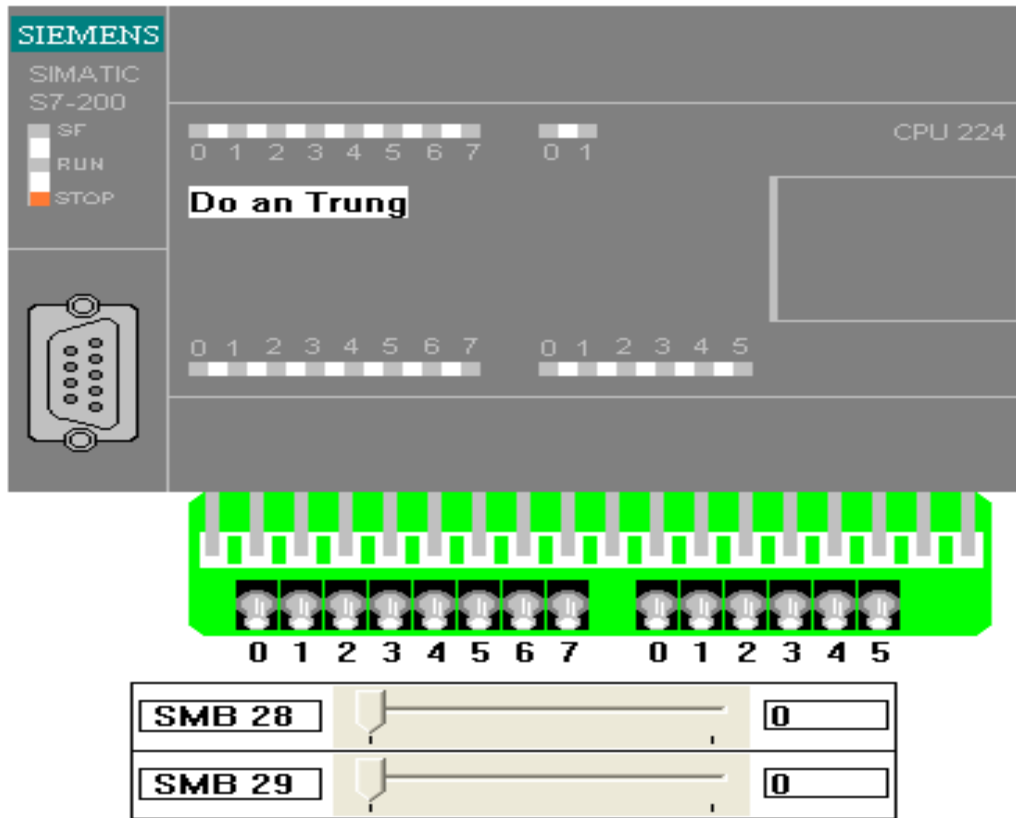 SIEMENS
SIMATIC
S7-200
SF
RUN
STOP
0 1 2 3 4 5 6 7 0 1
CPU 224
Do an Trung
0 1 2 3 4 5 6 7 0 1 2 3 4 5
0 1 2 3 4 5 6 7 0 1 2 3 4 5
SMB 28 0
SMB 29 0